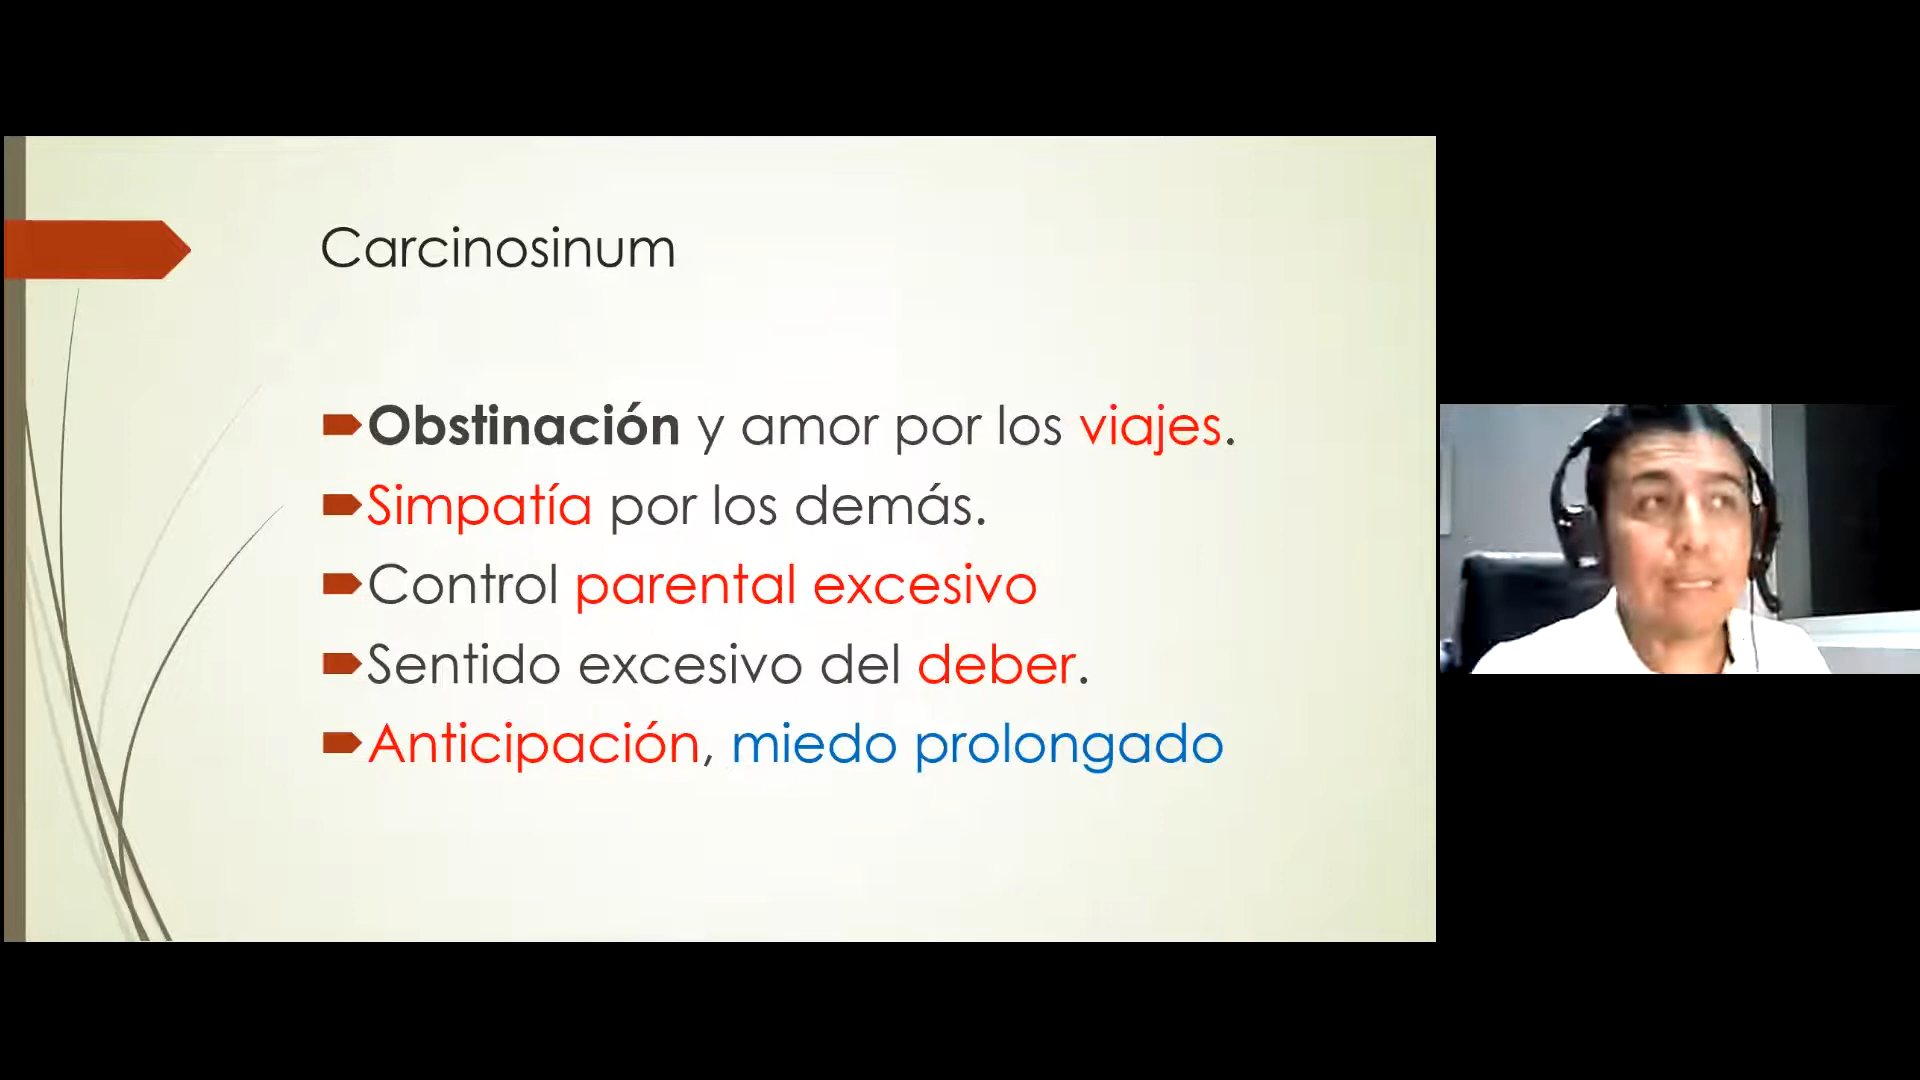 Carcinosinum
Obstinación y amor por los viajes.
Simpatía por los demás.
Control parental excesivo
Sentido excesivo del deber.
Anticipación, miedo prolongado